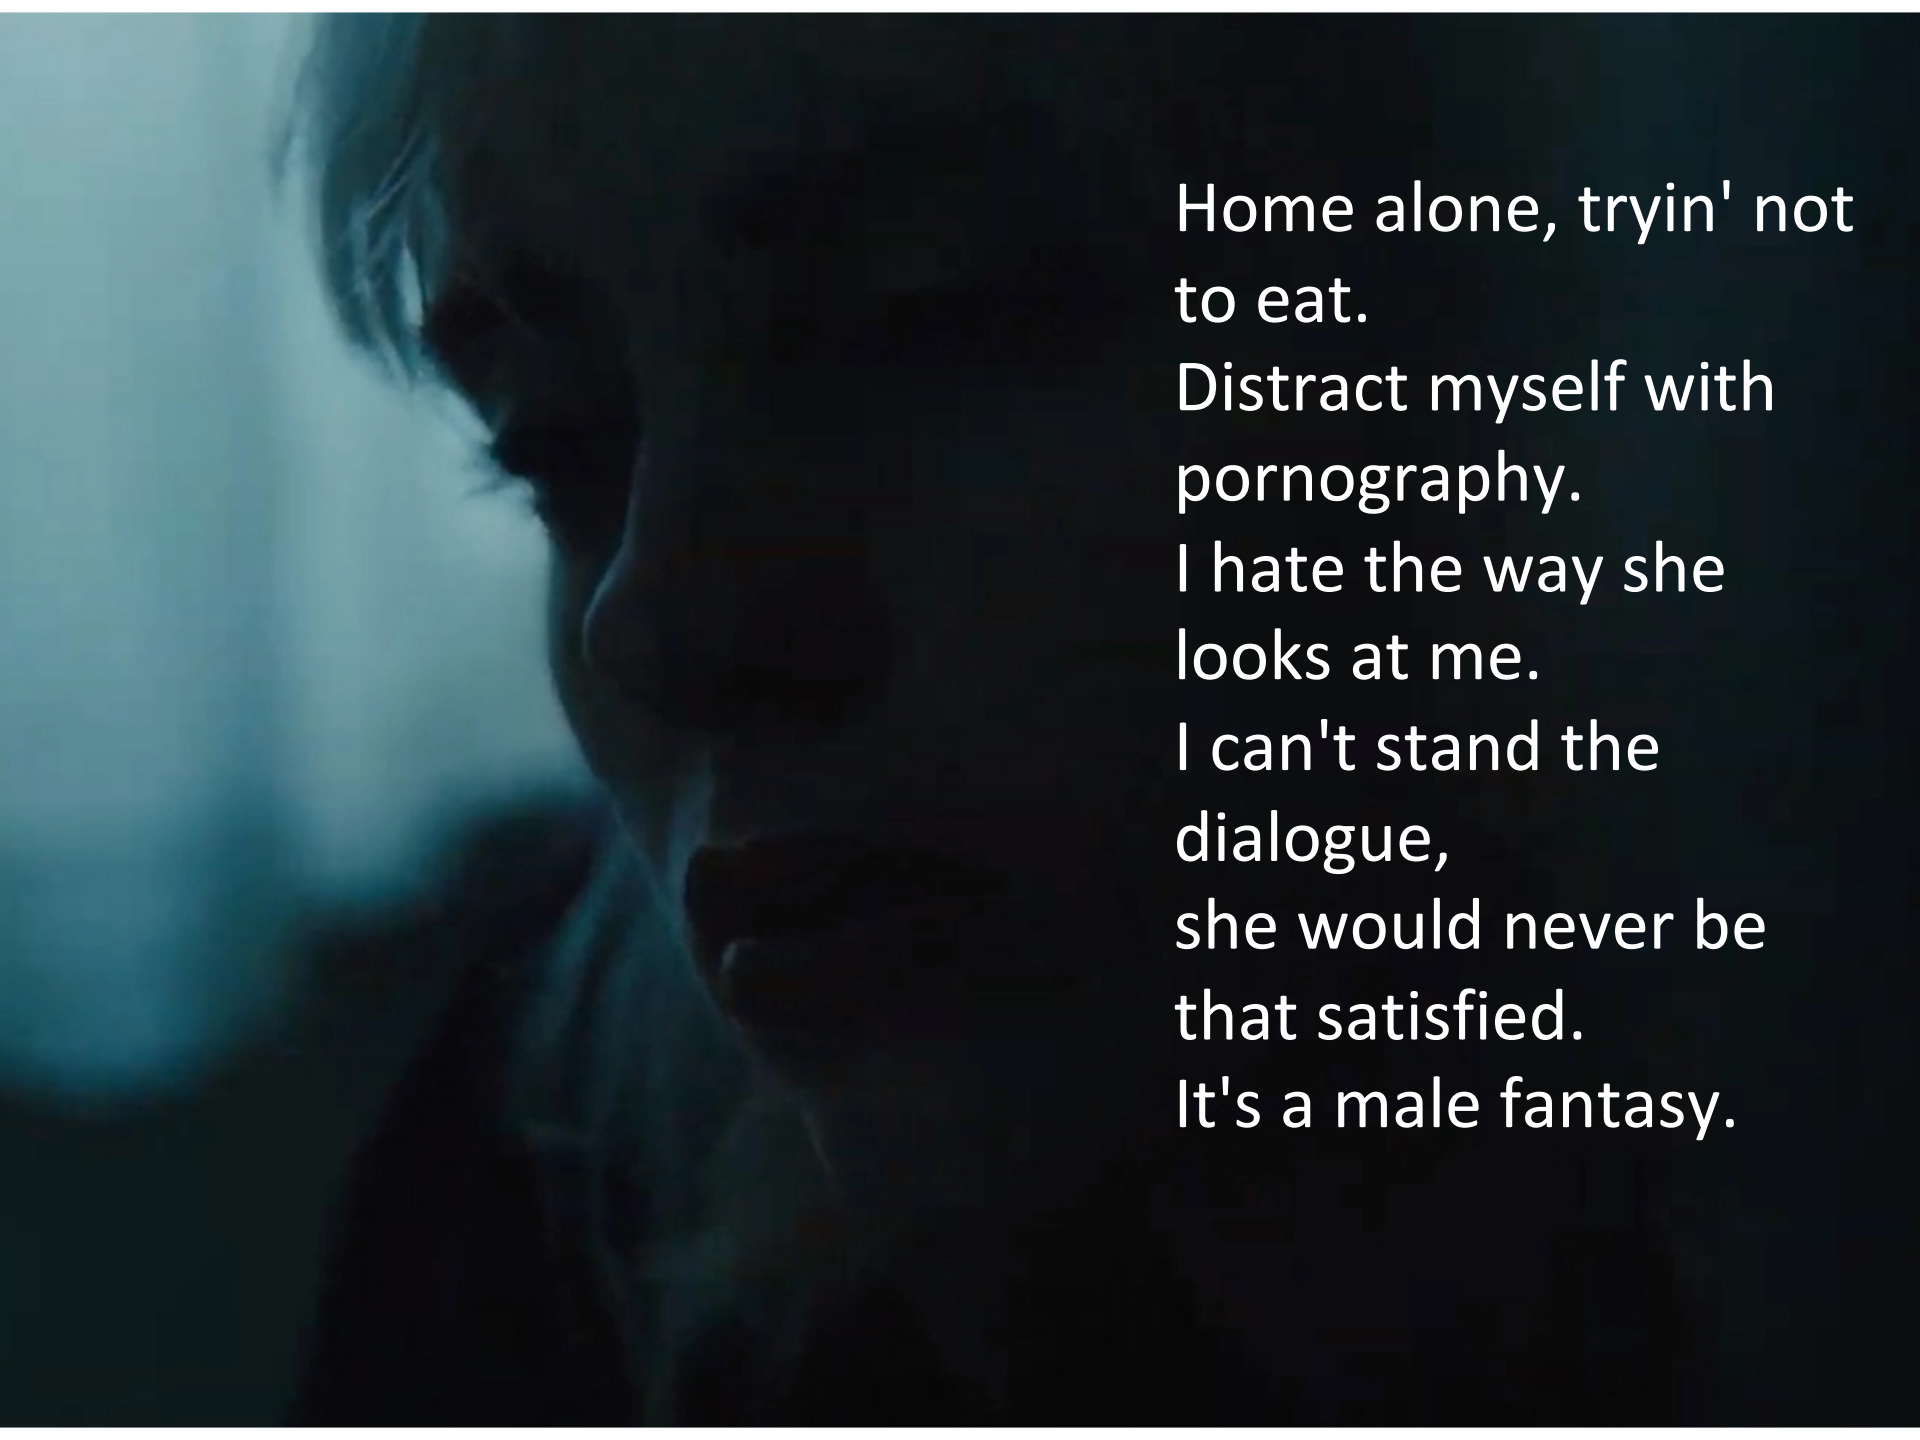 Home alone, tryin' not
to eat.
Distract myself with
pornography.
I hate the way she
looks at me.
I can't stand the
dialogue,
she would never be
that satisfied.
It's a male fantasy.